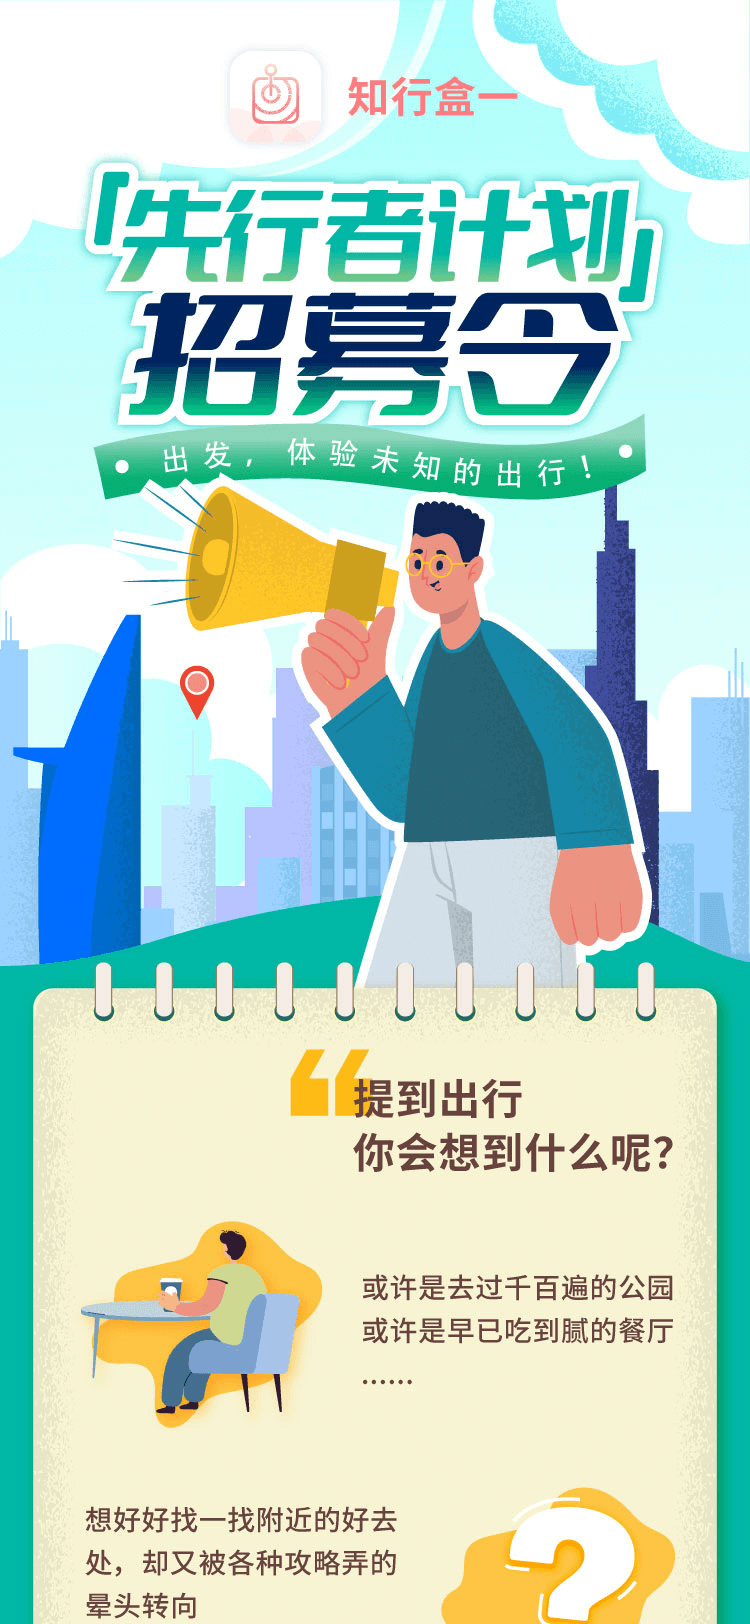 知行盒一
「先行者计划」
招募令
出发，体验未知的出行！
提到出行
你会想到什么呢？
或许是去过千百遍的公园
或许是早已吃到腻的餐厅
······
想好好找一找附近的好去
处，却又被各种攻略弄的
晕头转向